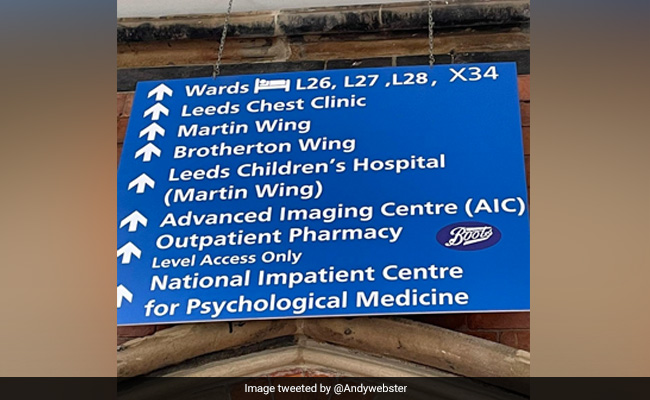 Wards L26, L27 ,L28, X34
Leeds Chest Clinic
Martin Wing
Brotherton Wing
Leeds Children's Hospital
(Martin Wing)
Advanced Imaging Centre (AIC)
Outpatient Pharmacy Boots
Level Access Only
National Impatient Centre
for Psychological Medicine
Image tweeted by @Andywebster